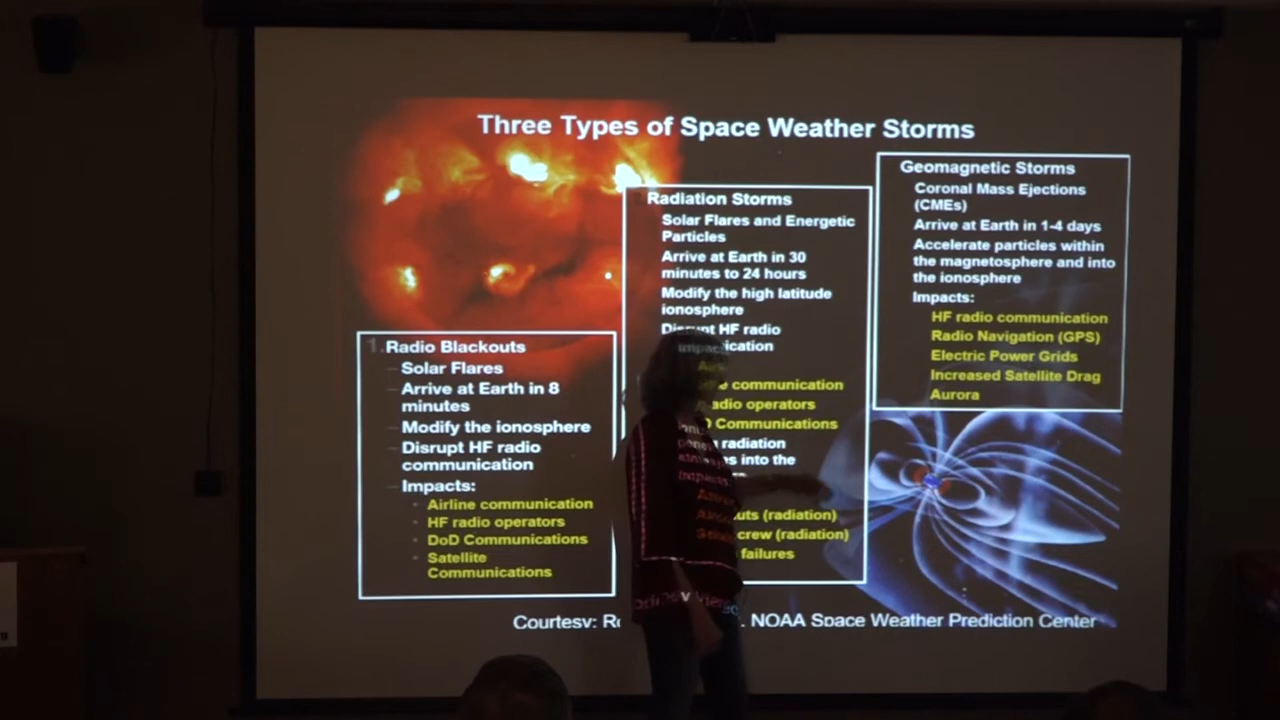 Three Types of Space Weather Storms
1. Radio Blackouts
– Solar Flares
– Arrive at Earth in 8
minutes
– Modify the ionosphere
– Disrupt HF radio
communication
– Impacts:
• Airline communication
• HF radio operators
• DoD Communications
• Satellite
Communications
Radiation Storms
Solar Flares and Energetic
Particles
Arrive at Earth in 30
minutes to 24 hours
Modify the high latitude
ionosphere
Disrupt HF radio
communication
radio operators
Communications
radiation
into the
(radiation)
crew (radiation)
failures
Geomagnetic Storms
Coronal Mass Ejections
(CMEs)
Arrive at Earth in 1-4 days
Accelerate particles within
the magnetosphere and into
the ionosphere
Impacts:
HF radio communication
Radio Navigation (GPS)
Electric Power Grids
Increased Satellite Drag
Aurora
Courtesy: NOAA Space Weather Prediction Center